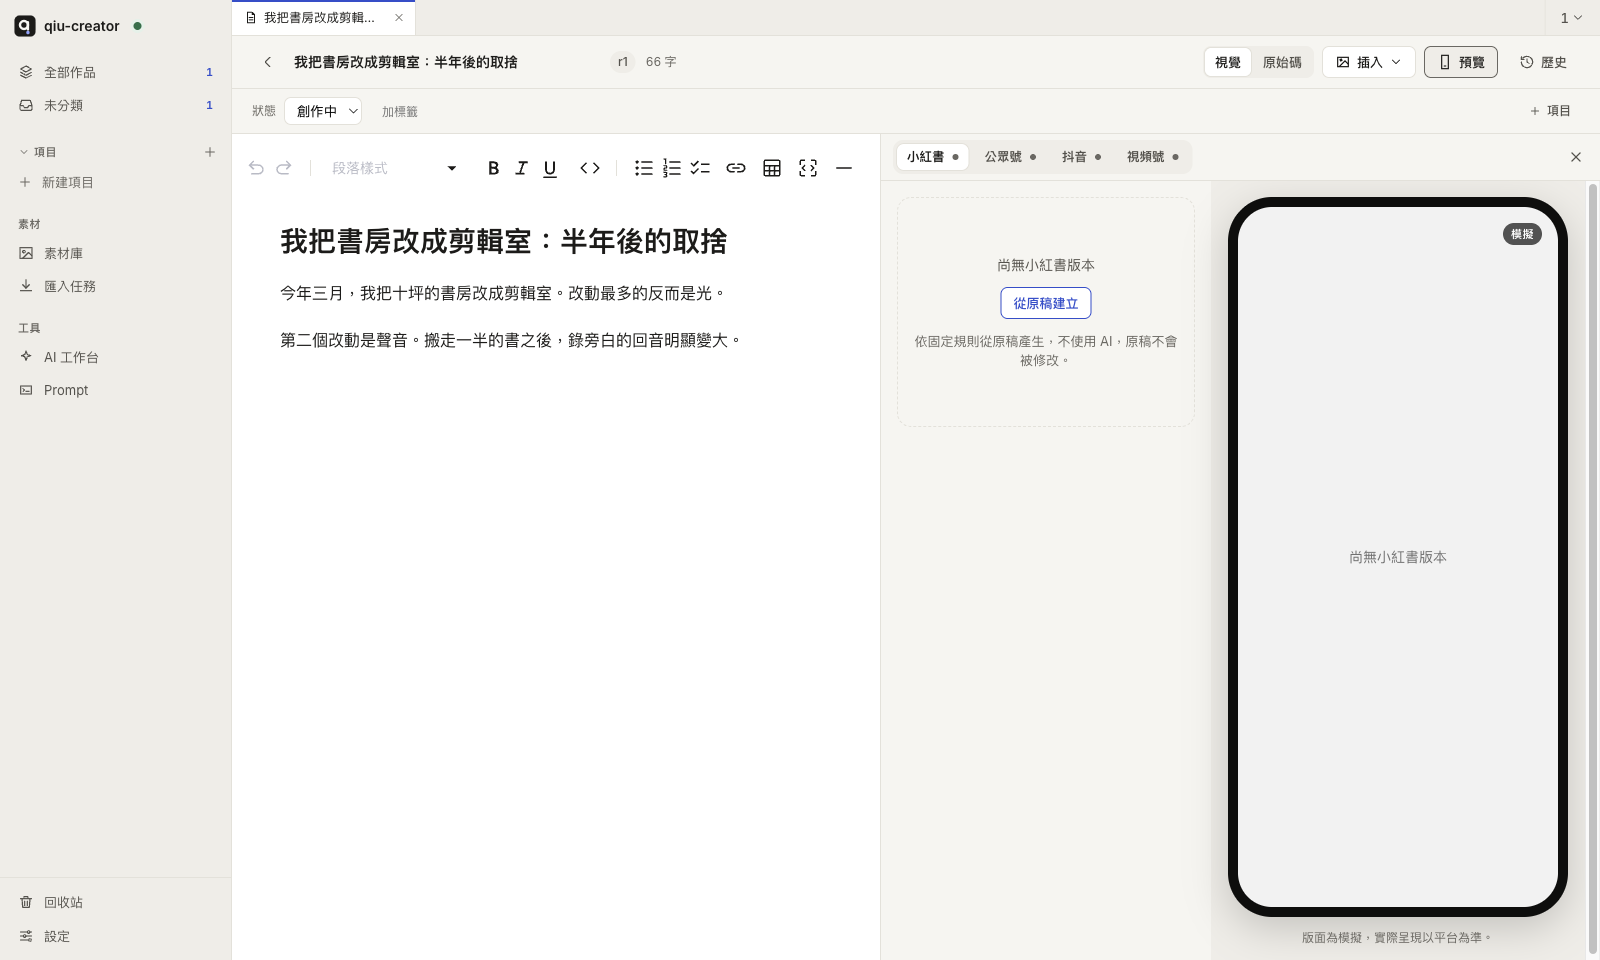 qiu-creator
全部作品 1
未分類 1
項目
新建項目
素材
素材庫
匯入任務
工具
AI 工作台
Prompt
回收站
設定
我把書房改成剪輯...
1
我把書房改成剪輯室：半年後的取捨
r1
66 字
視覺
原始碼
插入
預覽
歷史
狀態
創作中
加標籤
項目
段落樣式
我把書房改成剪輯室：半年後的取捨
今年三月，我把十坪的書房改成剪輯室。改動最多的反而是光。
第二個改動是聲音。搬走一半的書之後，錄旁白的回音明顯變大。
小紅書
公眾號
抖音
視頻號
尚無小紅書版本
從原稿建立
依固定規則從原稿產生，不使用 AI，原稿不會
被修改。
模擬
尚無小紅書版本
版面為模擬，實際呈現以平台為準。